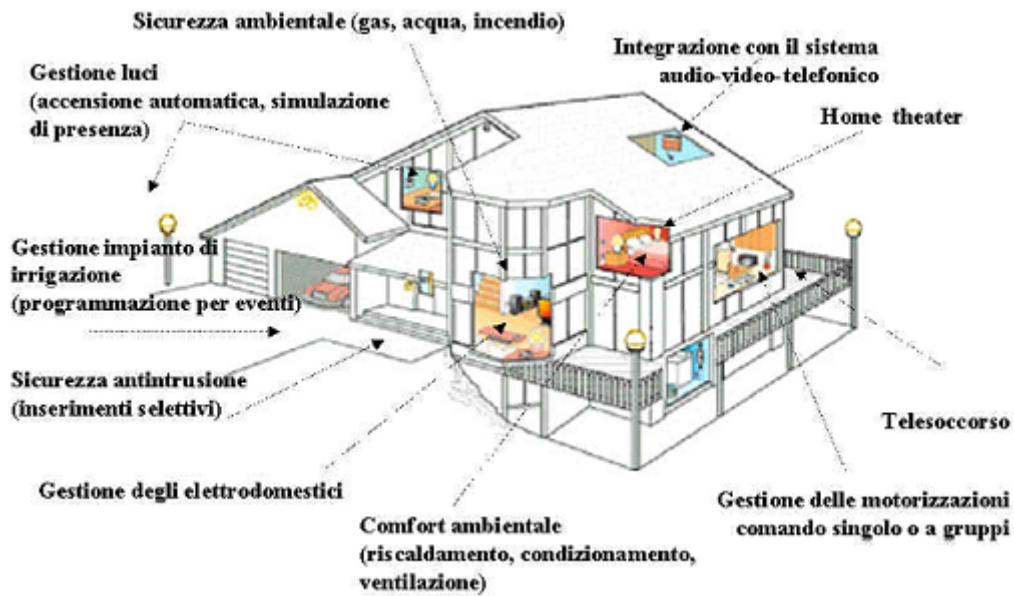 Sicurezza ambientale (gas, acqua, incendio)
Integrazione con il sistema
audio-video-telefonico
Gestione luci
(accensione automatica, simulazione
di presenza)
Home theater
Gestione impianto di
irrigazione
(programmazione per eventi)
Sicurezza antintrusione
(inserimenti selettivi)
Telesoccorso
Gestione degli elettrodomestici
Gestione delle motorizzazioni
comando singolo o a gruppi
Comfort ambientale
(riscaldamento, condizionamento,
ventilazione)